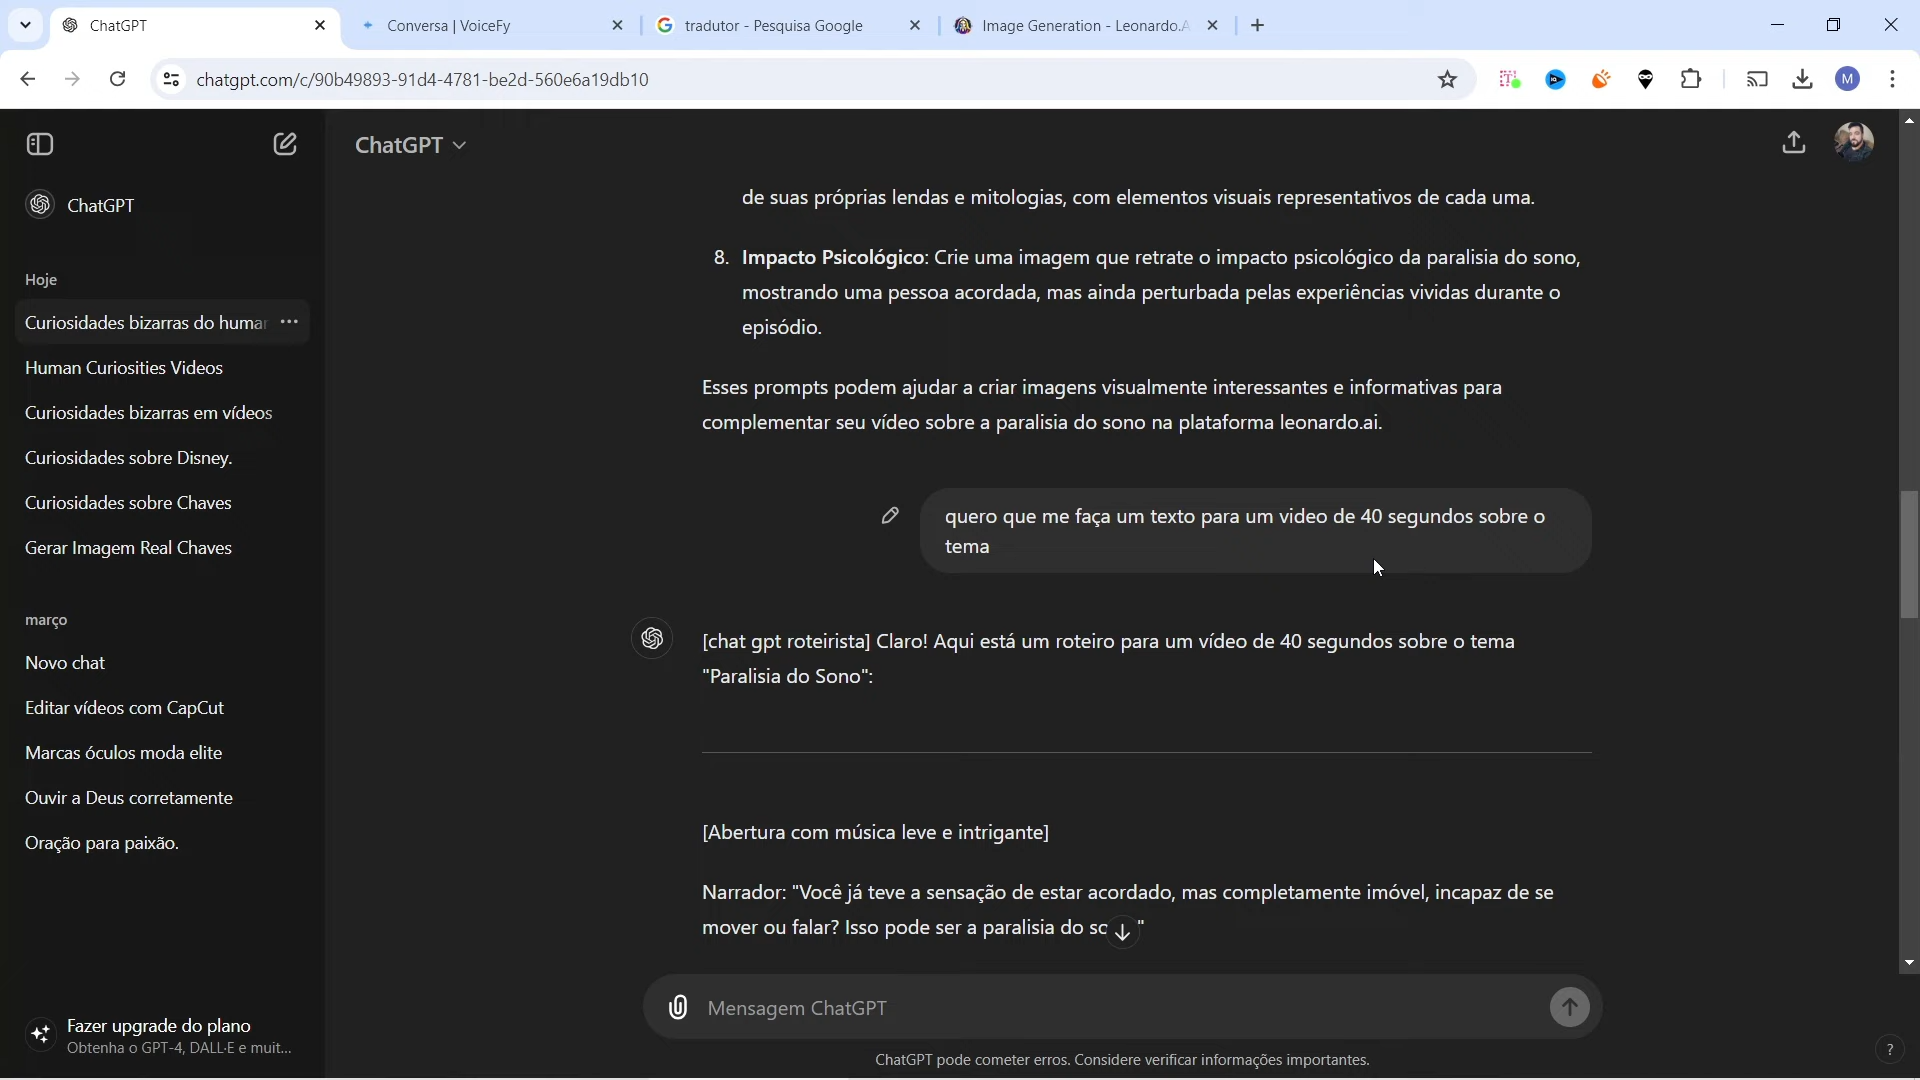 ChatGPT
Conversa | VoiceFy
tradutor - Pesquisa Google
Image Generation - Leonardo.A
chatgpt.com/c/90b49893-91d4-4781-be2d-560e6a19db10
M
ChatGPT
Hoje
Curiosidades bizarras do humar
Human Curiosities Videos
Curiosidades bizarras em vídeos
Curiosidades sobre Disney.
Curiosidades sobre Chaves
Gerar Imagem Real Chaves
março
Novo chat
Editar vídeos com CapCut
Marcas óculos moda elite
Ouvir a Deus corretamente
Oração para paixão.
Fazer upgrade do plano
Obtenha o GPT-4, DALL·E e muit...
ChatGPT
de suas próprias lendas e mitologias, com elementos visuais representativos de cada uma.
8. Impacto Psicológico: Crie uma imagem que retrate o impacto psicológico da paralisia do sono,
mostrando uma pessoa acordada, mas ainda perturbada pelas experiências vividas durante o
episódio.
Esses prompts podem ajudar a criar imagens visualmente interessantes e informativas para
complementar seu vídeo sobre a paralisia do sono na plataforma leonardo.ai.
quero que me faça um texto para um video de 40 segundos sobre o
tema
[chat gpt roteirista] Claro! Aqui está um roteiro para um vídeo de 40 segundos sobre o tema
"Paralisia do Sono":
[Abertura com música leve e intrigante]
Narrador: "Você já teve a sensação de estar acordado, mas completamente imóvel, incapaz de se
mover ou falar? Isso pode ser a paralisia do so "
Mensagem ChatGPT
ChatGPT pode cometer erros. Considere verificar informações importantes.
?